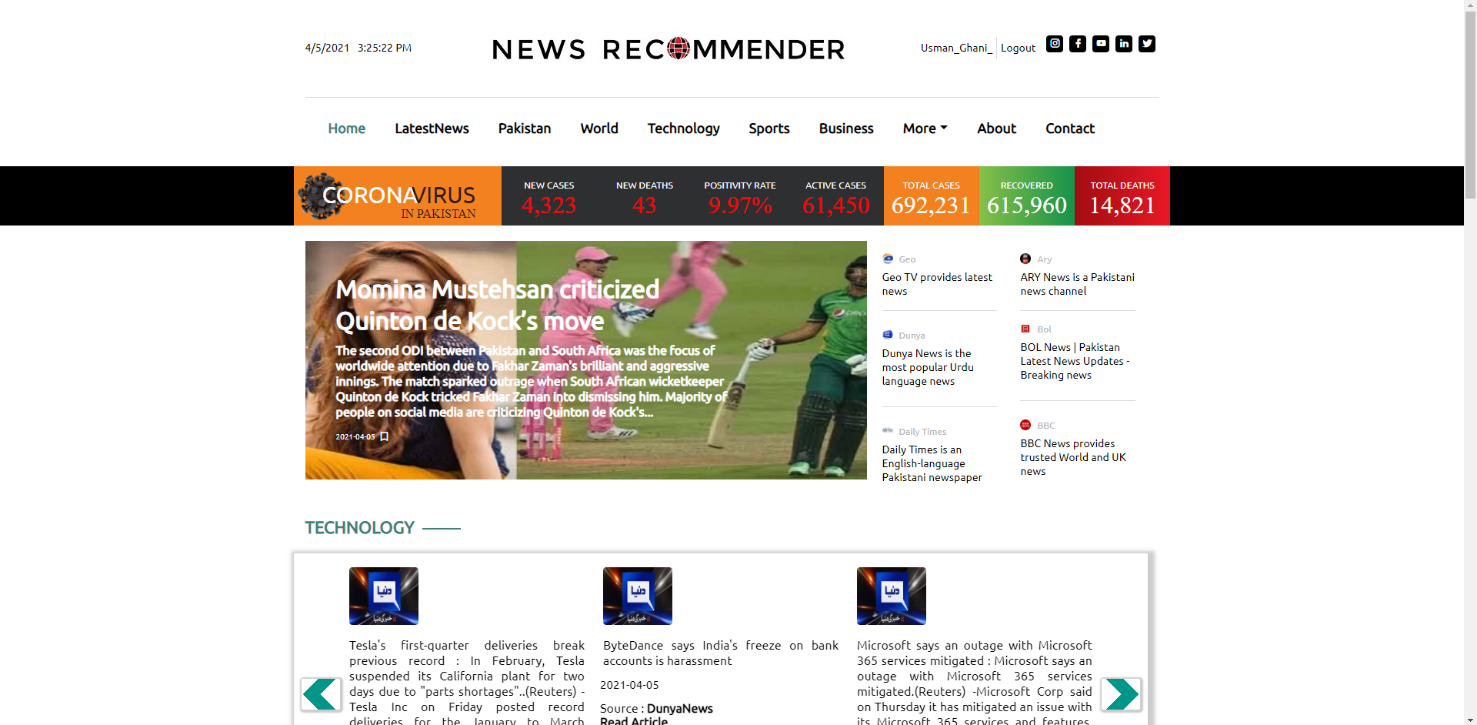 4/5/2021 3:25:22 PM
NEWS RECOMMENDER
Usman_Ghani_ Logout
Home LatestNews Pakistan World Technology Sports Business More About Contact
CORONAVIRUS
IN PAKISTAN
NEW CASES
4,323
NEW DEATHS
43
POSITIVITY RATE
9.97%
ACTIVE CASES
61,450
TOTAL CASES
692,231
RECOVERED
615,960
TOTAL DEATHS
14,821
Momina Mustehsan criticized
Quinton de Kock’s move
The second ODI between Pakistan and South Africa was the focus of
worldwide attention due to Fakhar Zaman's brilliant and aggressive
innings. The match sparked outrage when South African wicketkeeper
Quinton de Kock tricked Fakhar Zaman into dismissing him. Majority of
people on social media are criticizing Quinton de Kock's...
2021-04-05
pepsi
Geo
Geo TV provides latest
news
Dunya
Dunya News is the
most popular Urdu
language news
Daily Times
Daily Times is an
English-language
Pakistani newspaper
Ary
ARY News is a Pakistani
news channel
Bol
BOL News | Pakistan
Latest News Updates -
Breaking news
BBC
BBC News provides
trusted World and UK
news
TECHNOLOGY
دنیا
Tesla's first-quarter deliveries break
previous record : In February, Tesla
suspended its California plant for two
days due to "parts shortages"..(Reuters) -
Tesla Inc on Friday posted record
deliveries for the January to March
دنیا
ByteDance says India's freeze on bank
accounts is harassment
2021-04-05
Source : DunyaNews
Read Article
دنیا
Microsoft says an outage with Microsoft
365 services mitigated : Microsoft says an
outage with Microsoft 365 services
mitigated.(Reuters) -Microsoft Corp said
on Thursday it has mitigated an issue with
its Microsoft 365 services and features,